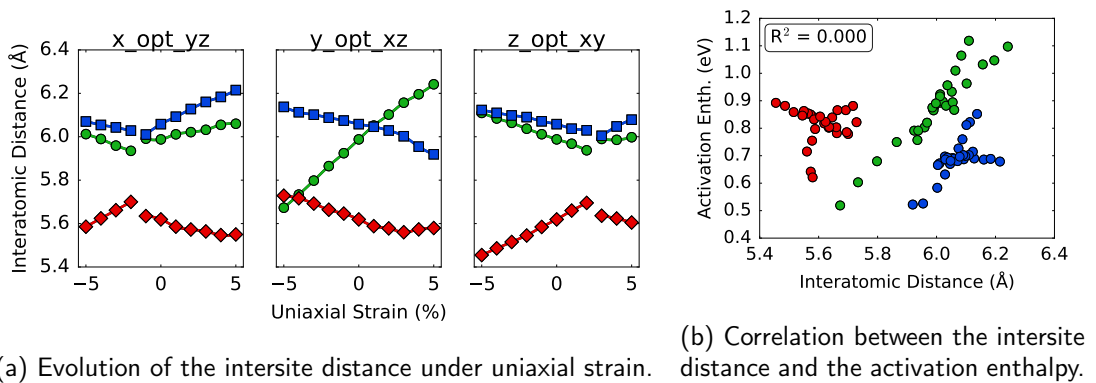 x_opt_yz
y_opt_xz
z_opt_xy
Interatomic Distance (Å)
6.4
6.2
6.0
5.8
5.6
5.4
−5 0 5
−5 0 5
−5 0 5
Uniaxial Strain (%)
(a) Evolution of the intersite distance under uniaxial strain.
R² = 0.000
Activation Enth. (eV)
1.2
1.1
1.0
0.9
0.8
0.7
0.6
0.5
0.4
5.4 5.6 5.8 6.0 6.2 6.4
Interatomic Distance (Å)
(b) Correlation between the intersite
distance and the activation enthalpy.